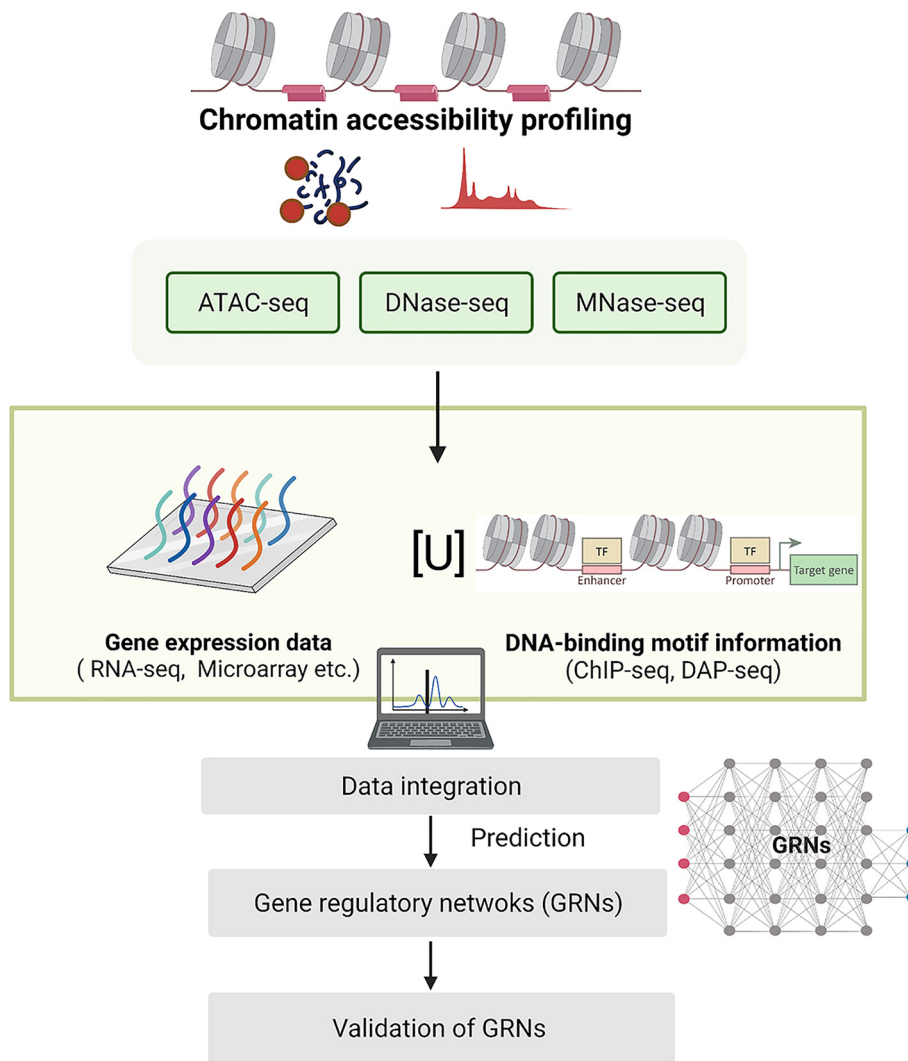 Chromatin accessibility profiling
ATAC-seq
DNase-seq
MNase-seq
[U]
TF
TF
Enhancer
Promoter
Target gene
Gene expression data
( RNA-seq, Microarray etc.)
DNA-binding motif information
(ChIP-seq, DAP-seq)
Data integration
Prediction
GRNs
Gene regulatory netwoks (GRNs)
Validation of GRNs